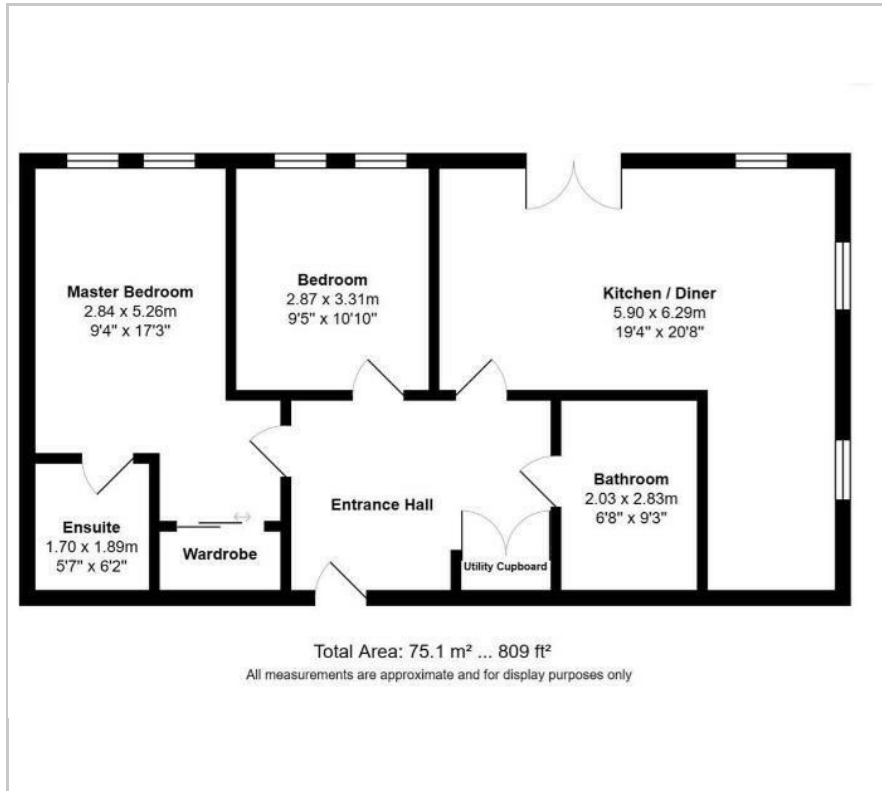 Master Bedroom
2.84 x 5.26m
9'4" x 17'3"
Bedroom
2.87 x 3.31m
9'5" x 10'10"
Kitchen / Diner
5.90 x 6.29m
19'4" x 20'8"
Ensuite
1.70 x 1.89m
5'7" x 6'2"
Wardrobe
Entrance Hall
Utility Cupboard
Bathroom
2.03 x 2.83m
6'8" x 9'3"
Total Area: 75.1 m² ... 809 ft²
All measurements are approximate and for display purposes only